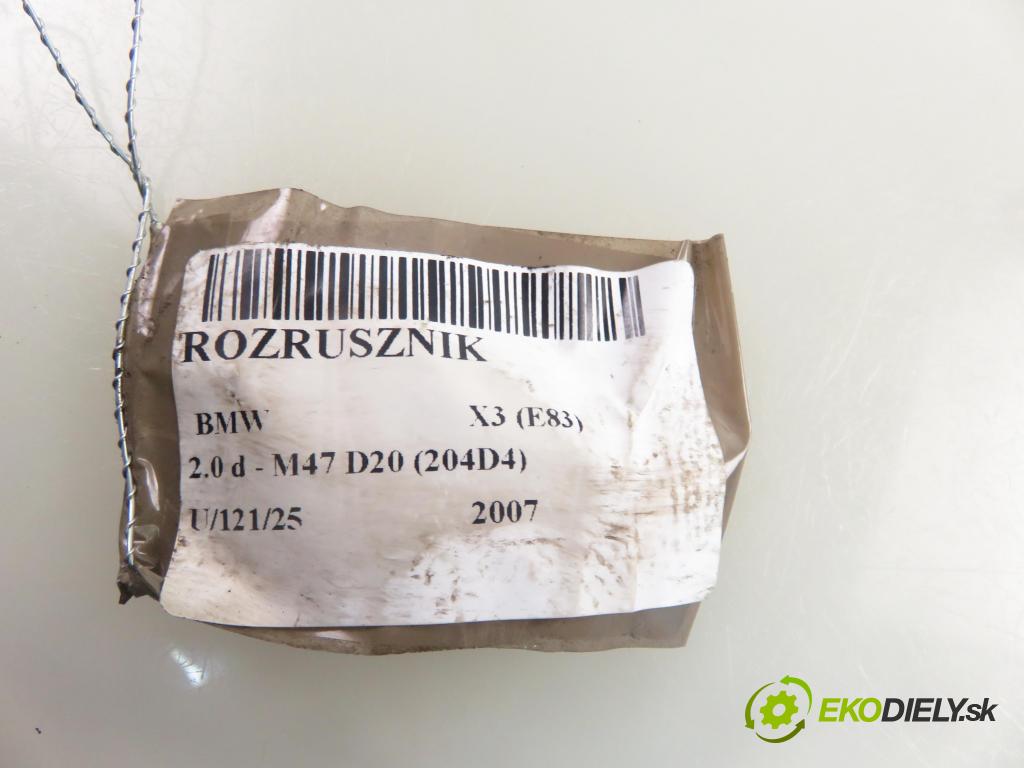 ROZRUSZNIK
BMW X3 (E83)
2.0 d - M47 D20 (204D4)
U/121/25 2007
EKODIELY.sk